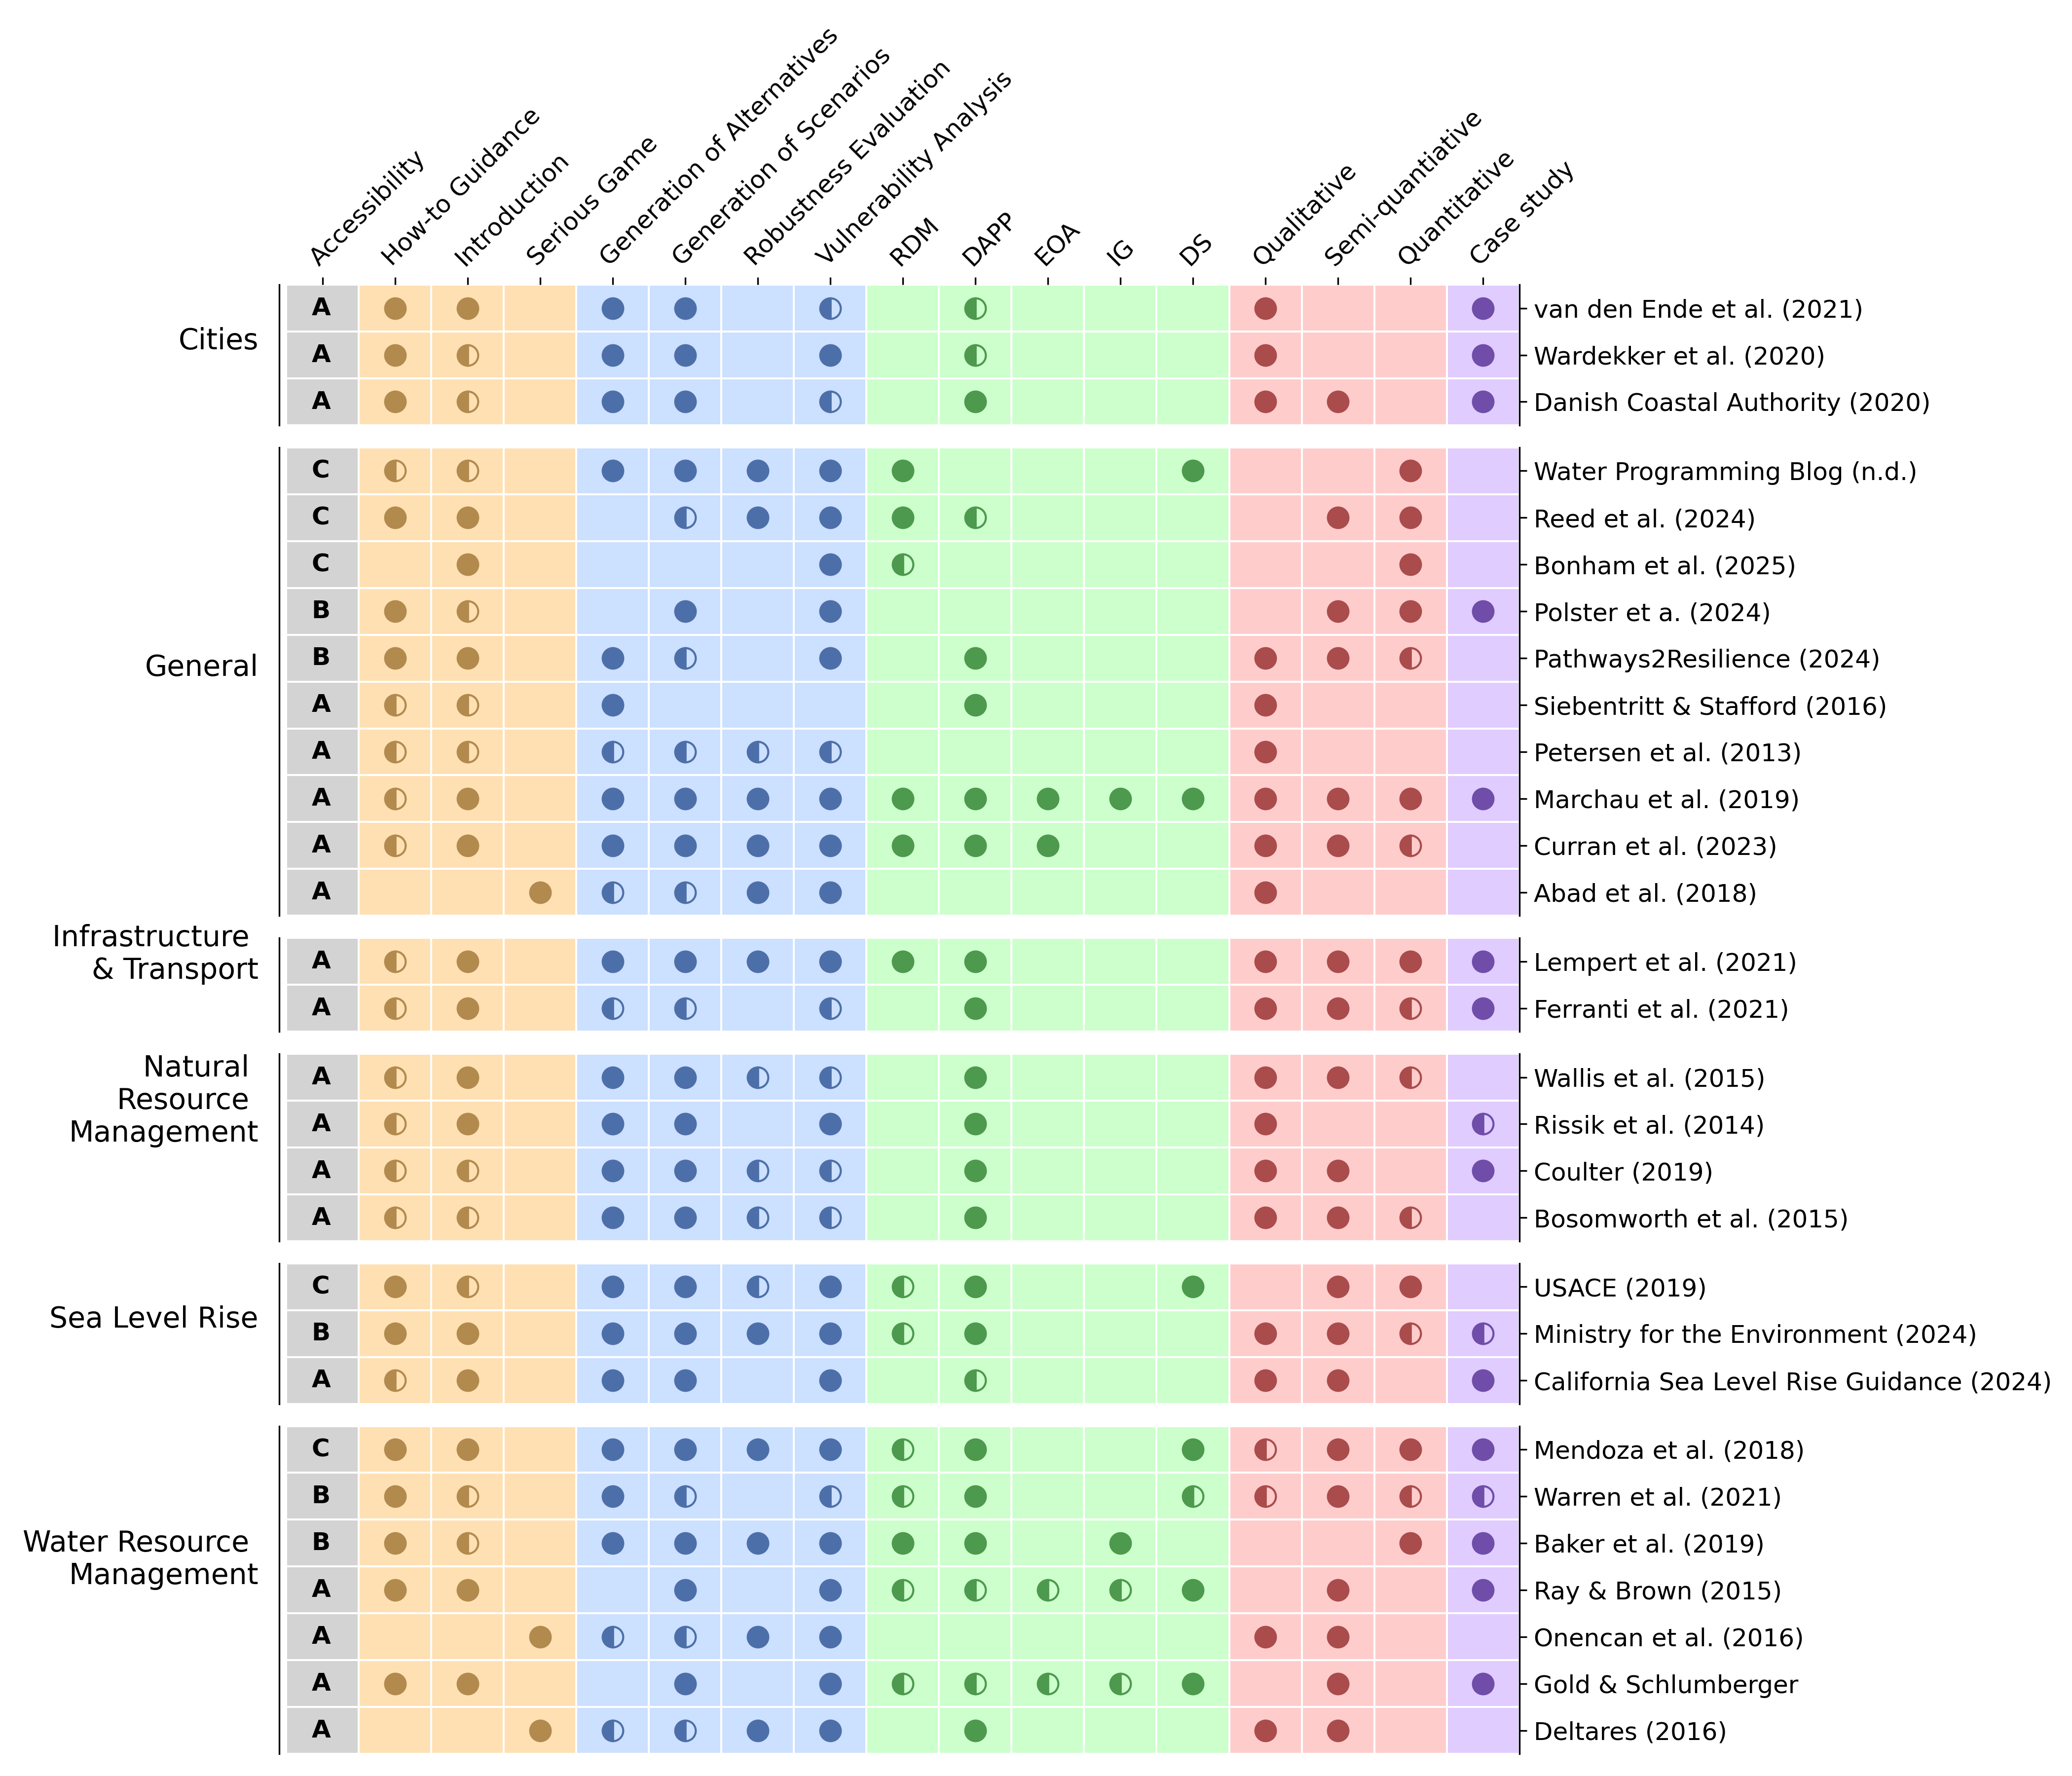 Accessibility
How-to Guidance
Introduction
Serious Game
Generation of Alternatives
Generation of Scenarios
Robustness Evaluation
Vulnerability Analysis
RDM
DAPP
EOA
IG
DS
Qualitative
Semi-quantiative
Quantitative
Case study
Cities
A van den Ende et al. (2021)
A Wardekker et al. (2020)
A Danish Coastal Authority (2020)
General
C Water Programming Blog (n.d.)
C Reed et al. (2024)
C Bonham et al. (2025)
B Polster et a. (2024)
B Pathways2Resilience (2024)
A Siebentritt & Stafford (2016)
A Petersen et al. (2013)
A Marchau et al. (2019)
A Curran et al. (2023)
A Abad et al. (2018)
Infrastructure
& Transport
A Lempert et al. (2021)
A Ferranti et al. (2021)
Natural
Resource
Management
A Wallis et al. (2015)
A Rissik et al. (2014)
A Coulter (2019)
A Bosomworth et al. (2015)
Sea Level Rise
C USACE (2019)
B Ministry for the Environment (2024)
A California Sea Level Rise Guidance (2024)
Water Resource
Management
C Mendoza et al. (2018)
B Warren et al. (2021)
B Baker et al. (2019)
A Ray & Brown (2015)
A Onencan et al. (2016)
A Gold & Schlumberger
A Deltares (2016)